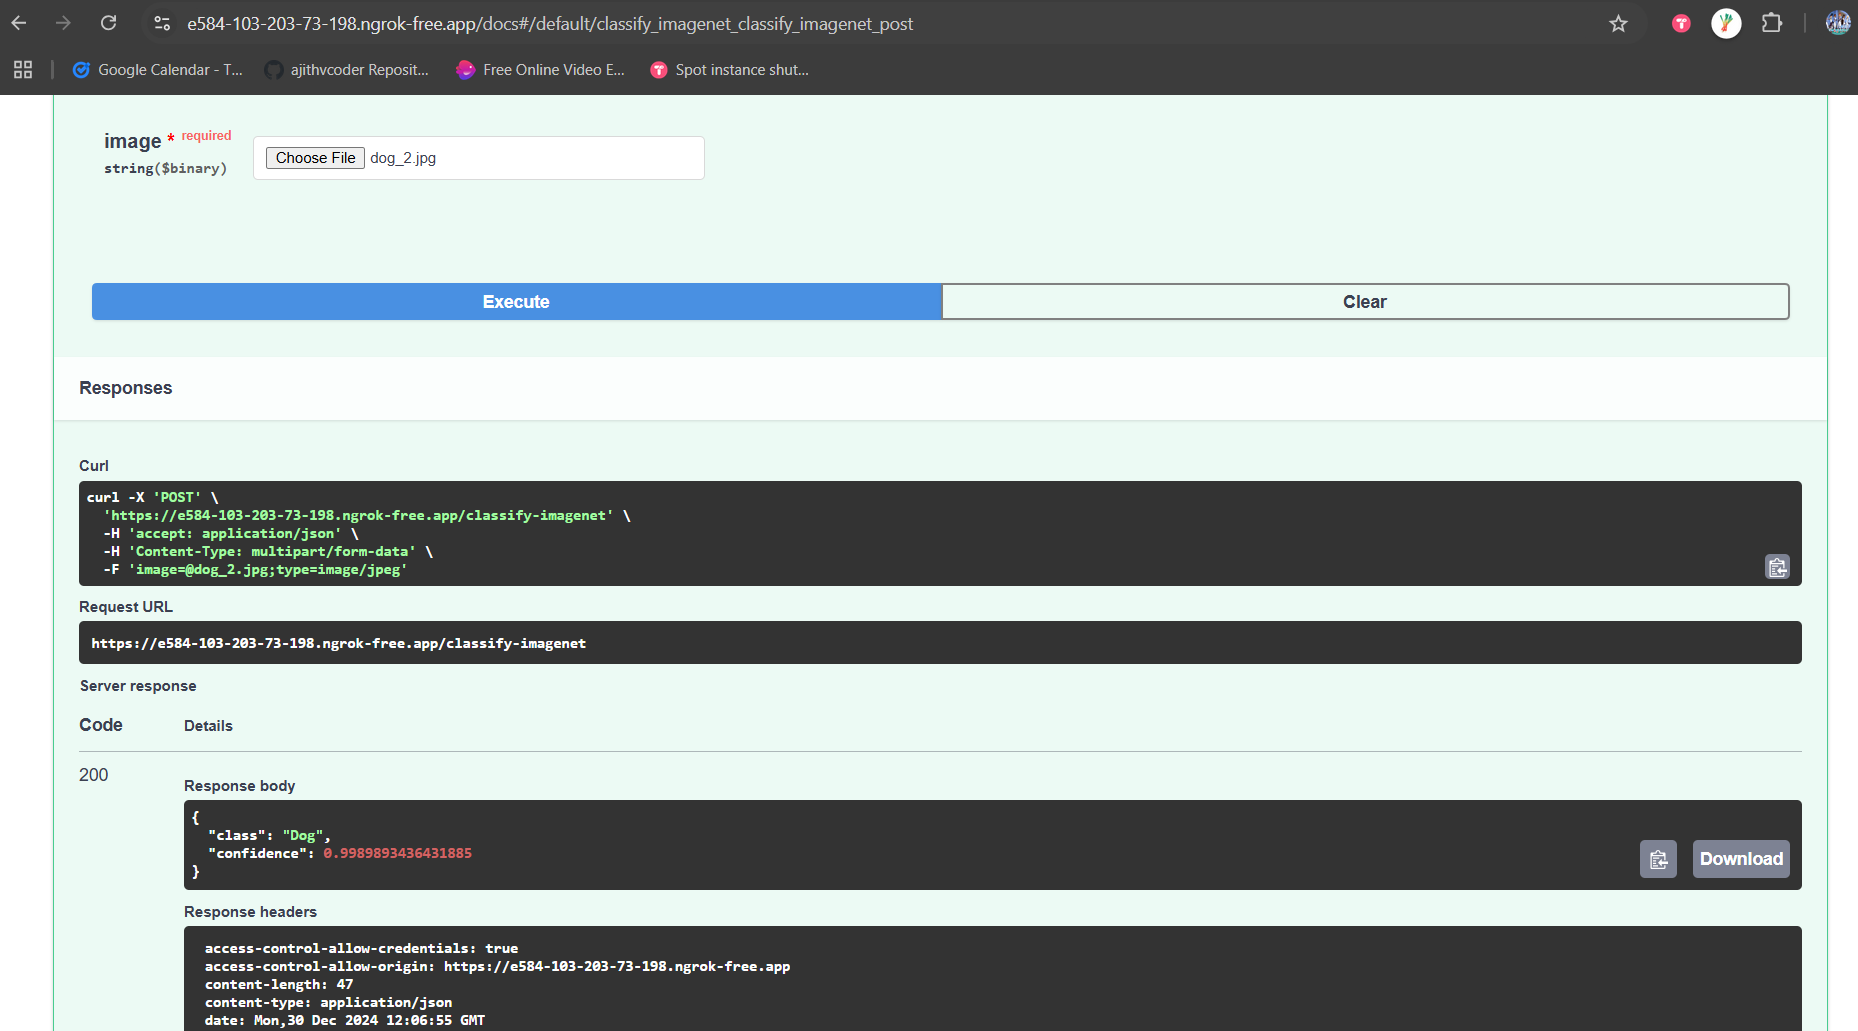 e584-103-203-73-198.ngrok-free.app/docs#/default/classify_imagenet_classify_imagenet_post
Google Calendar - T...
ajithvcoder Reposit...
Free Online Video E...
Spot instance shut...
image * required
string($binary)
Choose File dog_2.jpg
Execute
Clear
Responses
Curl
curl -X 'POST' \
'https://e584-103-203-73-198.ngrok-free.app/classify-imagenet' \
-H 'accept: application/json' \
-H 'Content-Type: multipart/form-data' \
-F 'image=@dog_2.jpg;type=image/jpeg'
Request URL
https://e584-103-203-73-198.ngrok-free.app/classify-imagenet
Server response
Code Details
200
Response body
{
"class": "Dog",
"confidence": 0.9989893436431885
}
Download
Response headers
access-control-allow-credentials: true
access-control-allow-origin: https://e584-103-203-73-198.ngrok-free.app
content-length: 47
content-type: application/json
date: Mon,30 Dec 2024 12:06:55 GMT